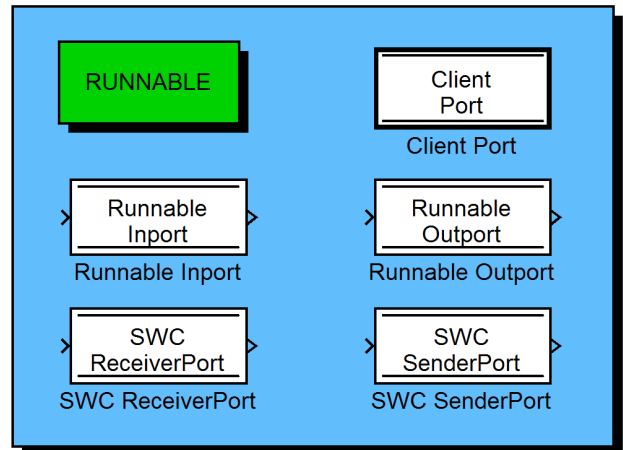 RUNNABLE
Client
Port
Client Port
Runnable
Inport
Runnable Inport
Runnable
Outport
Runnable Outport
SWC
ReceiverPort
SWC ReceiverPort
SWC
SenderPort
SWC SenderPort